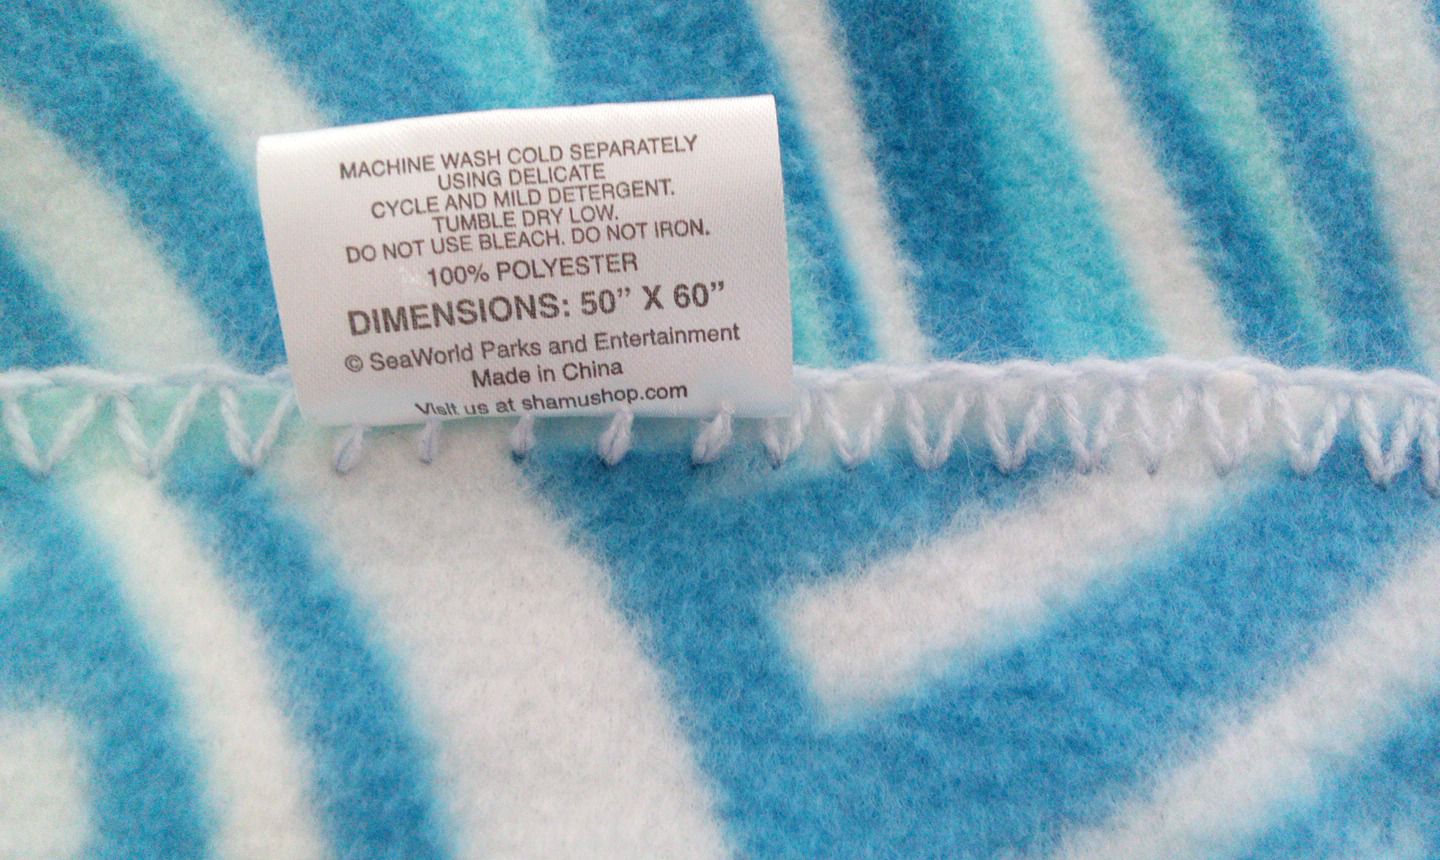 MACHINE WASH COLD SEPARATELY
USING DELICATE
CYCLE AND MILD DETERGENT.
TUMBLE DRY LOW.
DO NOT USE BLEACH. DO NOT IRON.
100% POLYESTER
DIMENSIONS: 50” X 60”
© SeaWorld Parks and Entertainment
Made in China
Visit us at shamushop.com